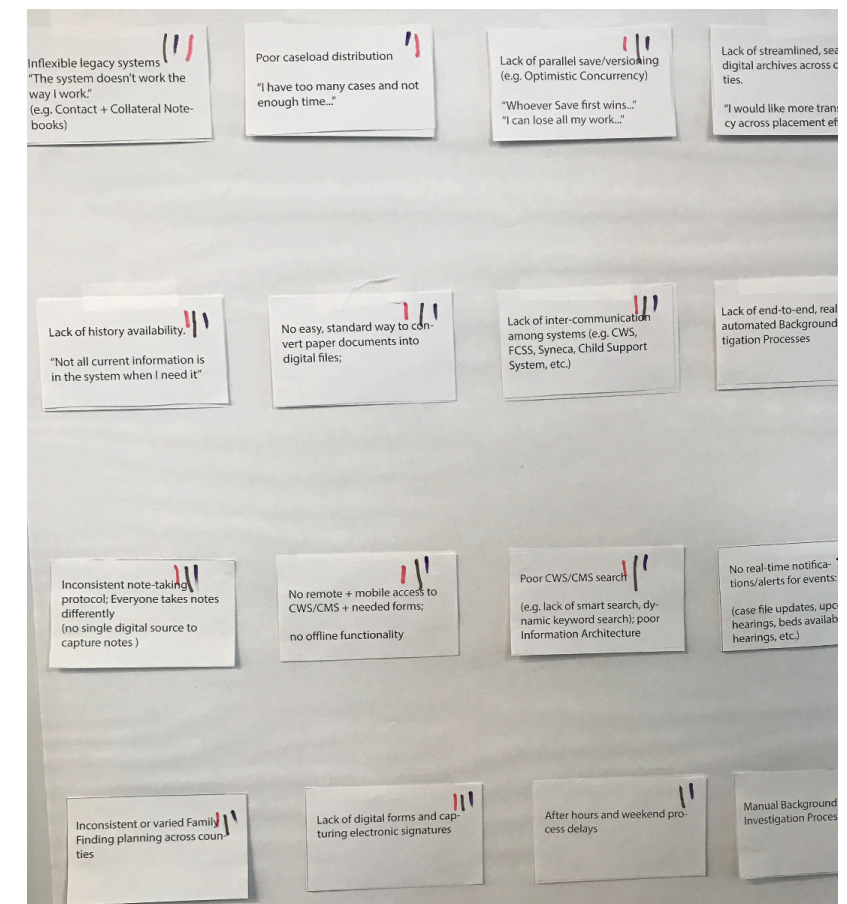 Inflexible legacy systems
“The system doesn’t work the
way I work.”
(e.g. Contact + Collateral Note-
books)
Poor caseload distribution
“I have too many cases and not
enough time...”
Lack of parallel save/versioning
(e.g. Optimistic Concurrency)
“Whoever Save first wins...”
“I can lose all my work...”
Lack of streamlined,
digital archives across
ties.
“I would like more
cy across placement
Lack of history availability.
“Not all current information is
in the system when I need it”
No easy, standard way to con-
vert paper documents into
digital files;
Lack of inter-communication
among systems (e.g. CWS,
FCSS, Syneca, Child Support
System, etc.)
Lack of end-to-end, real
automated Background
tigation Processes
Inconsistent note-taking
protocol; Everyone takes notes
differently
(no single digital source to
capture notes )
No remote + mobile access to
CWS/CMS + needed forms;
no offline functionality
Poor CWS/CMS search
(e.g. lack of smart search, dy-
namic keyword search); poor
Information Architecture
No real-time notifica-
tions/alerts for events:
(case file updates,
hearings, beds
hearings, etc.)
Inconsistent or varied Family
Finding planning across coun-
ties
Lack of digital forms and cap-
turing electronic signatures
After hours and weekend pro-
cess delays
Manual Background
Investigation